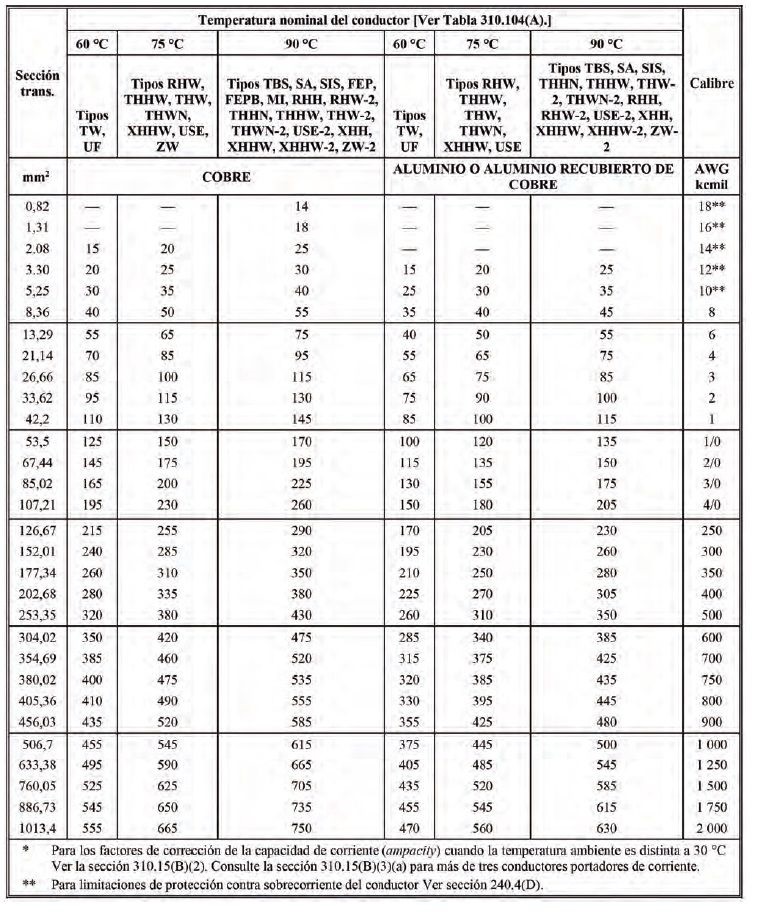 Temperatura nominal del conductor [Ver Tabla 310.104(A).]
60 °C 75 °C 90 °C 60 °C 75 °C 90 °C
Sección trans. Tipos TW, UF Tipos RHW, THHW, THW, THWN, XHHW, USE, ZW Tipos TBS, SA, SIS, FEP, FEPB, MI, RHH, RHW-2, THHN, THHW, THW-2, THWN-2, USE-2, XHH, XHHW, XHHW-2, ZW-2 Tipos TW, UF Tipos RHW, THHW, THW, THWN, XHHW, USE Tipos TBS, SA, SIS, THHN, THHW, THW-2, THWN-2, RHH, RHW-2, USE-2, XHH, XHHW, XHHW-2, ZW-2 Calibre
mm² COBRE ALUMINIO O ALUMINIO RECUBIERTO DE COBRE AWG kcmil
0,82 — — 14 — — — 18**
1,31 — — 18 — — — 16**
2.08 15 20 25 — — — 14**
3.30 20 25 30 15 20 25 12**
5,25 30 35 40 25 30 35 10**
8,36 40 50 55 35 40 45 8
13,29 55 65 75 40 50 55 6
21,14 70 85 95 55 65 75 4
26,66 85 100 115 65 75 85 3
33,62 95 115 130 75 90 100 2
42,2 110 130 145 85 100 115 1
53,5 125 150 170 100 120 135 1/0
67,44 145 175 195 115 135 150 2/0
85,02 165 200 225 130 155 175 3/0
107,21 195 230 260 150 180 205 4/0
126,67 215 255 290 170 205 230 250
152,01 240 285 320 195 230 260 300
177,34 260 310 350 210 250 280 350
202,68 280 335 380 225 270 305 400
253,35 320 380 430 260 310 350 500
304,02 350 420 475 285 340 385 600
354,69 385 460 520 315 375 425 700
380,02 400 475 535 320 385 435 750
405,36 410 490 555 330 395 445 800
456,03 435 520 585 355 425 480 900
506,7 455 545 615 375 445 500 1 000
633,38 495 590 665 405 485 545 1 250
760,05 525 625 705 435 520 585 1 500
886,73 545 650 735 455 545 615 1 750
1013,4 555 665 750 470 560 630 2 000
* Para los factores de corrección de la capacidad de corriente (ampacity) cuando la temperatura ambiente es distinta a 30 °C
Ver la sección 310.15(B)(2). Consulte la sección 310.15(B)(3)(a) para más de tres conductores portadores de corriente.
** Para limitaciones de protección contra sobrecorriente del conductor Ver sección 240.4(D).